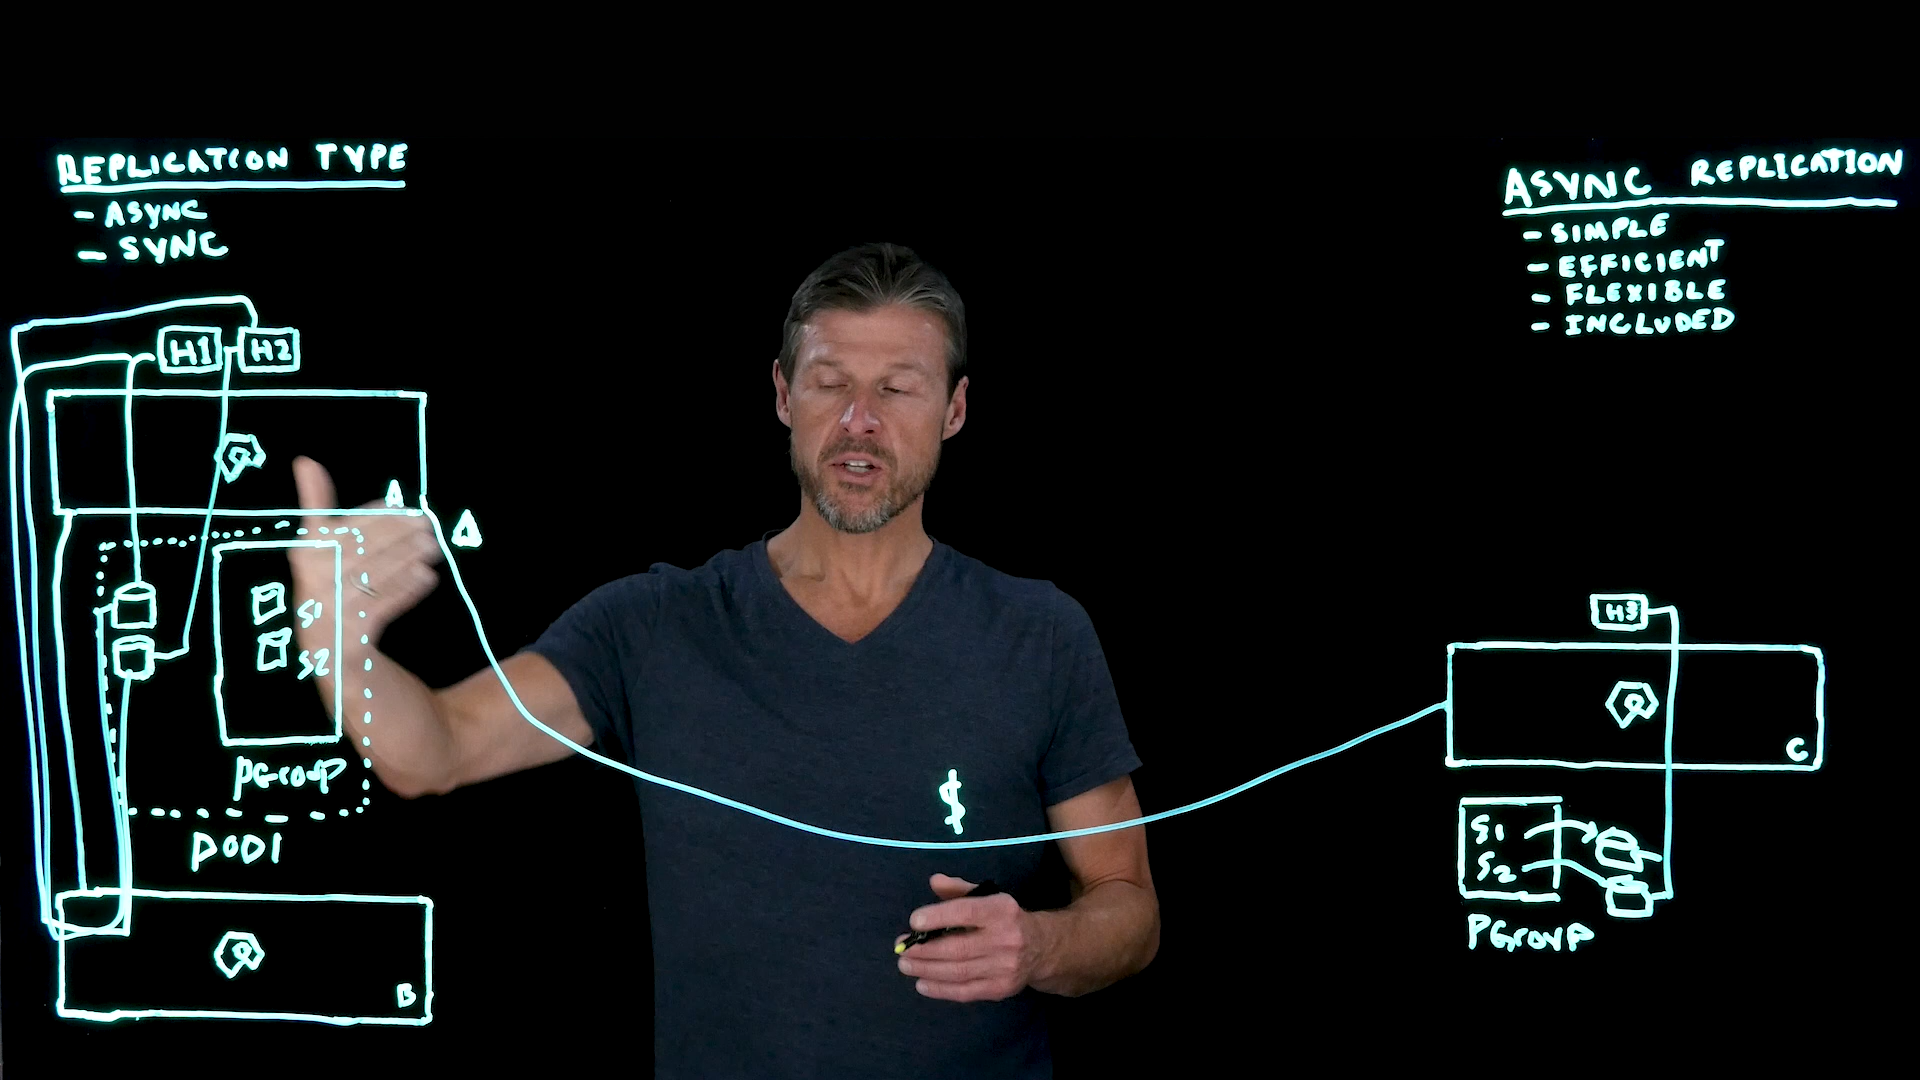 REPLICATION TYPE
- ASYNC
- SYNC
H1
H2
A
Δ
S1
S2
PGroup
POD1
B
$
ASYNC REPLICATION
- SIMPLE
- EFFICIENT
- FLEXIBLE
- INCLUDED
H3
C
S1
S2
PGroup